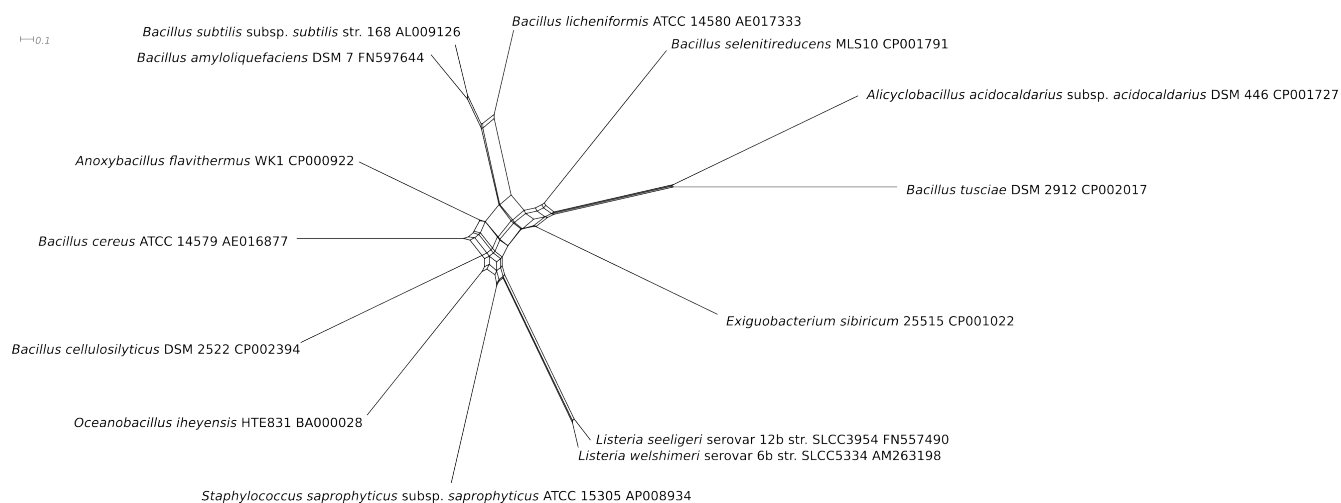 Bacillus licheniformis ATCC 14580 AE017333
Bacillus subtilis subsp. subtilis str. 168 AL009126
0.1
Bacillus selenitireducens MLS10 CP001791
Bacillus amyloliquefaciens DSM 7 FN597644
Alicyclobacillus acidocaldarius subsp. acidocaldarius DSM 446 CP001727
Anoxybacillus flavithermus WK1 CP000922
Bacillus tusciae DSM 2912 CP002017
Bacillus cereus ATCC 14579 AE016877
Exiguobacterium sibiricum 25515 CP001022
Bacillus cellulosilyticus DSM 2522 CP002394
Oceanobacillus iheyensis HTE831 BA000028
Listeria seeligeri serovar 12b str. SLCC3954 FN557490
Listeria welshimeri serovar 6b str. SLCC5334 AM263198
Staphylococcus saprophyticus subsp. saprophyticus ATCC 15305 AP008934